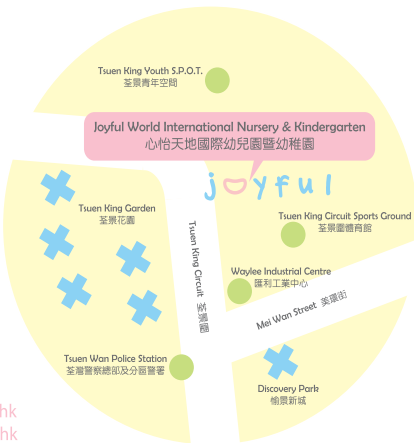 Tsuen King Youth S.P.O.T.
荃景青年空間
Joyful World International Nursery & Kindergarten
心怡天地國際幼兒園暨幼稚園
joyful
Tsuen King Garden
荃景花園
Tsuen King Circuit Sports Ground
荃景圍體育館
Tsuen King Circuit 荃景圍
Waylee Industrial Centre
匯利工業中心
Mei Wan Street 美環街
Tsuen Wan Police Station
荃灣警察總部及分區警署
Discovery Park
愉景新城
hk
hk